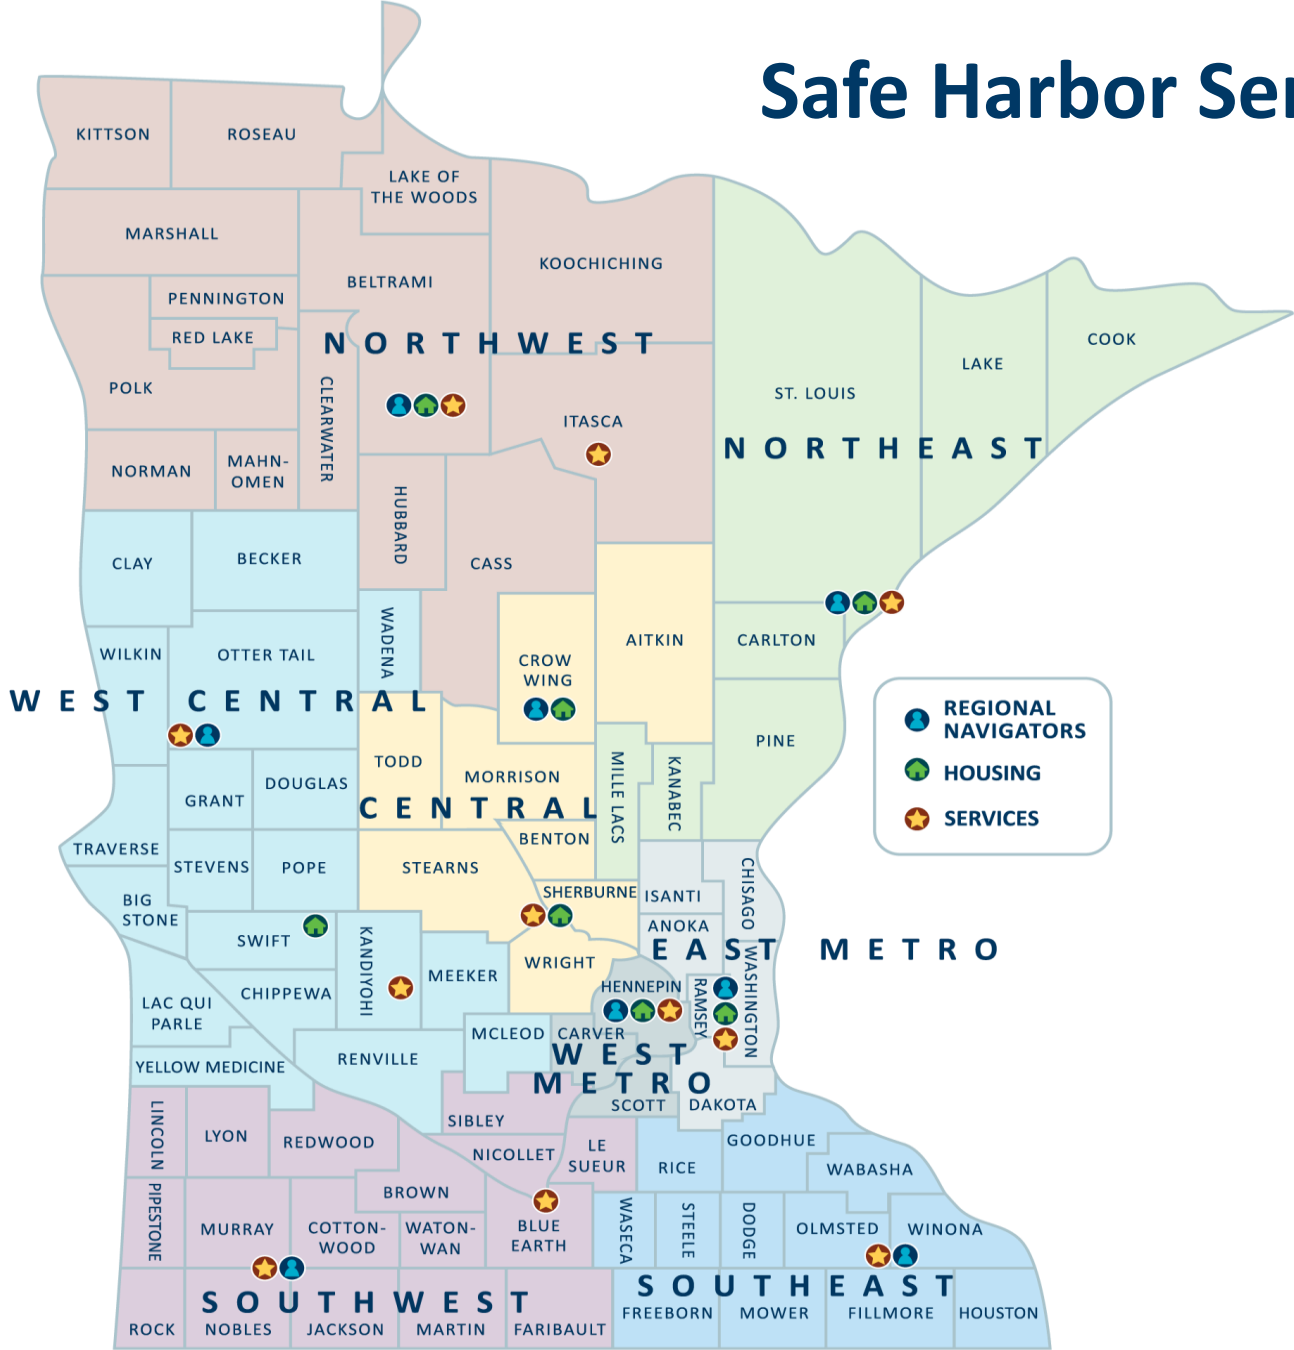 Safe Harbor Ser
KITTSON
ROSEAU
LAKE OF
THE WOODS
MARSHALL
KOOCHICHING
BELTRAMI
PENNINGTON
RED LAKE
NORTHWEST
COOK
LAKE
POLK
CLEARWATER
ST. LOUIS
ITASCA
NORTHEAST
NORMAN
MAHN-
OMEN
HUBBARD
CLAY
BECKER
CASS
WADENA
AITKIN
CARLTON
WILKIN
OTTER TAIL
CROW
WING
WEST CENTRAL
REGIONAL
NAVIGATORS
HOUSING
SERVICES
PINE
TODD
MORRISON
MILLE LACS
KANABEC
DOUGLAS
GRANT
CENTRAL
BENTON
TRAVERSE
STEVENS
POPE
STEARNS
SHERBURNE
ISANTI
CHISAGO
BIG
STONE
ANOKA
SWIFT
KANDIYOHI
EAST METRO
WRIGHT
MEEKER
HENNEPIN
RAMSEY
WASHINGTON
CHIPPEWA
LAC QUI
PARLE
MCLEOD
CARVER
WEST
METRO
RENVILLE
YELLOW MEDICINE
SCOTT
DAKOTA
LINCOLN
LYON
REDWOOD
SIBLEY
NICOLLET
LE
SUEUR
RICE
GOODHUE
WABASHA
PIPESTONE
BROWN
MURRAY
COTTON-
WOOD
WATON-
WAN
BLUE
EARTH
WASECA
STEELE
DODGE
OLMSTED
WINONA
SOUTHEAST
SOUTHWEST
ROCK
NOBLES
JACKSON
MARTIN
FARIBAULT
FREEBORN
MOWER
FILLMORE
HOUSTON